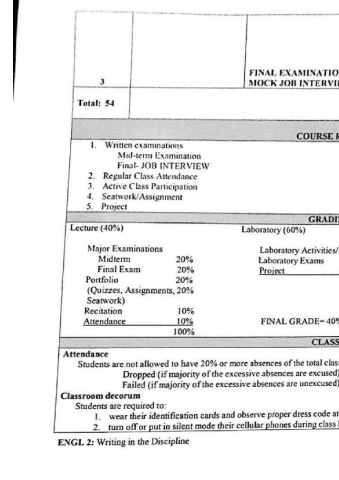 FINAL EXAMINATIO
3 MOCK JOB INTERVI
Total: 54
COURSE R
1. Written examinations
Mid-term Examination
Final- JOB INTERVIEW
2. Regular Class Attendance
3. Active Class Participation
4. Seatwork/Assignment
5. Project
GRADI
Lecture (40%) Laboratory (60%)
Major Examinations Laboratory Activities/
Midterm 20% Laboratory Exams
Final Exam 20% Project
Portfolio 20%
(Quizzes, Assignments, 20%
Seatwork)
Recitation 10%
Attendance 10% FINAL GRADE= 40%
100%
CLASS
Attendance
Students are not allowed to have 20% or more absences of the total clas
Dropped (if majority of the excessive absences are excused)
Failed (if majority of the excessive absences are unexcused)
Classroom decorum
Students are required to:
1. wear their identification cards and observe proper dress code at
2. turn off or put in silent mode their cellular phones during class
ENGL 2: Writing in the Discipline